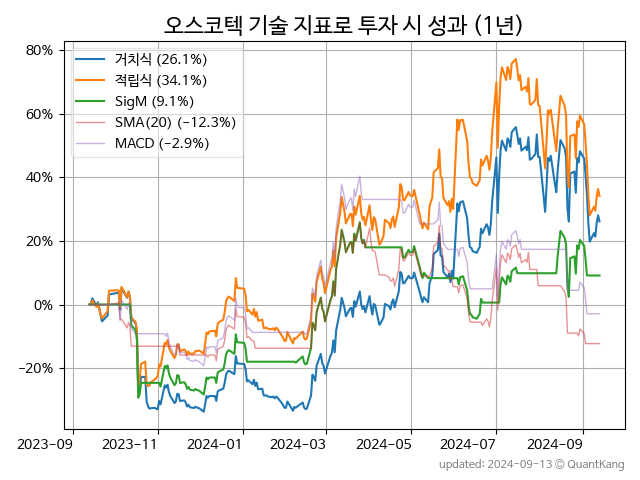 오스코텍 기술 지표로 투자 시 성과 (1년)
80%
60%
40%
20%
0%
−20%
거치식 (26.1%)
적립식 (34.1%)
SigM (9.1%)
SMA(20) (−12.3%)
MACD (−2.9%)
2023-09 2023-11 2024-01 2024-03 2024-05 2024-07 2024-09
updated: 2024-09-13 ⓒ QuantKang